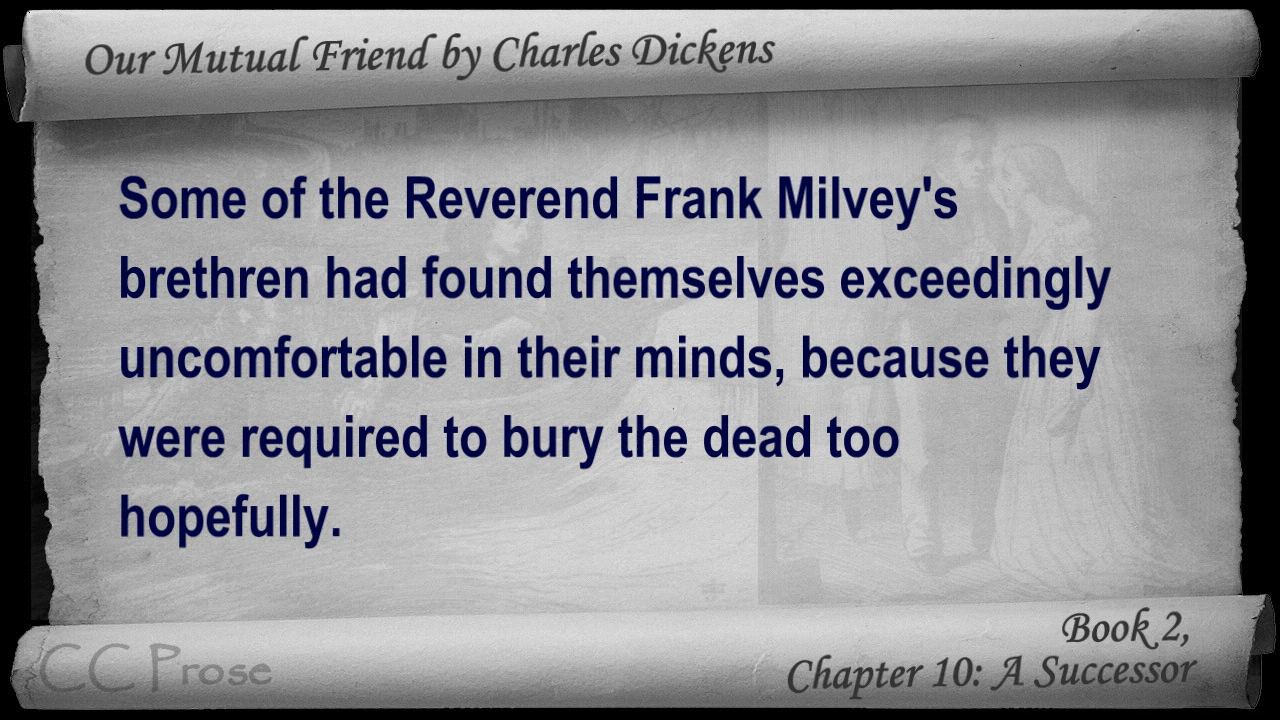 Our Mutual Friend by Charles Dickens
Some of the Reverend Frank Milvey's
brethren had found themselves exceedingly
uncomfortable in their minds, because they
were required to bury the dead too
hopefully.
Book 2,
Chapter 10: A Successor
CC Prose